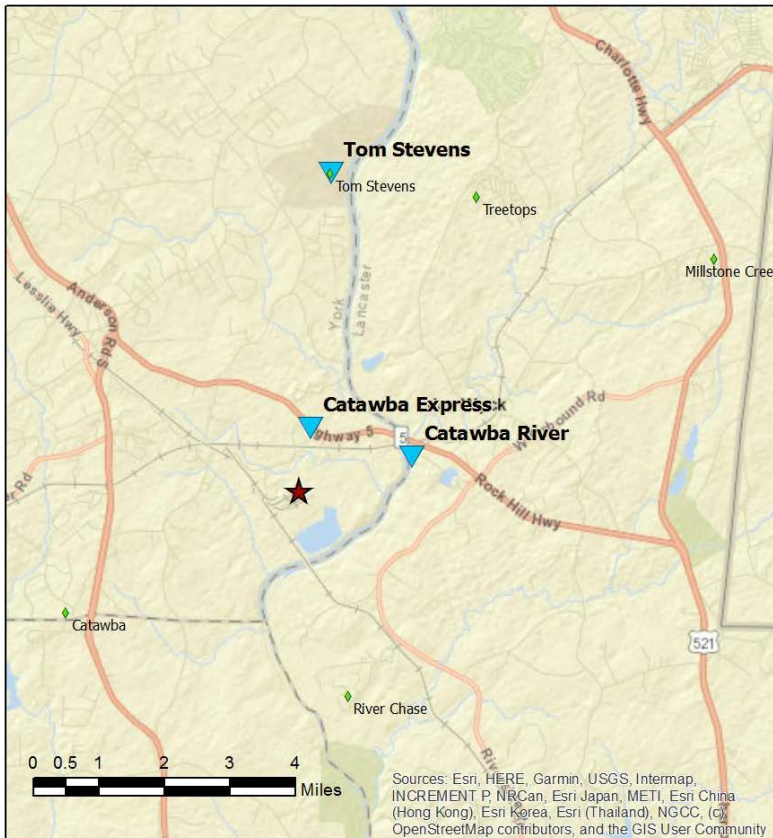 Charlotte Hwy
Tom Stevens
Tom Stevens
Treetops
Millstone Cree
York
Lancaster
Anderson Rd S
Lesslie Hwy
Catawba Express
Highway 5
5
Catawba River
Rock Hill Hwy
er Rd
Catawba
521
River Chase
0 0.5 1 2 3 4
Miles
Sources: Esri, HERE, Garmin, USGS, Intermap,
INCREMENT P, NRCan, Esri Japan, METI, Esri China
(Hong Kong), Esri Korea, Esri (Thailand), NGCC, (c)
OpenStreetMap contributors, and the GIS User Community